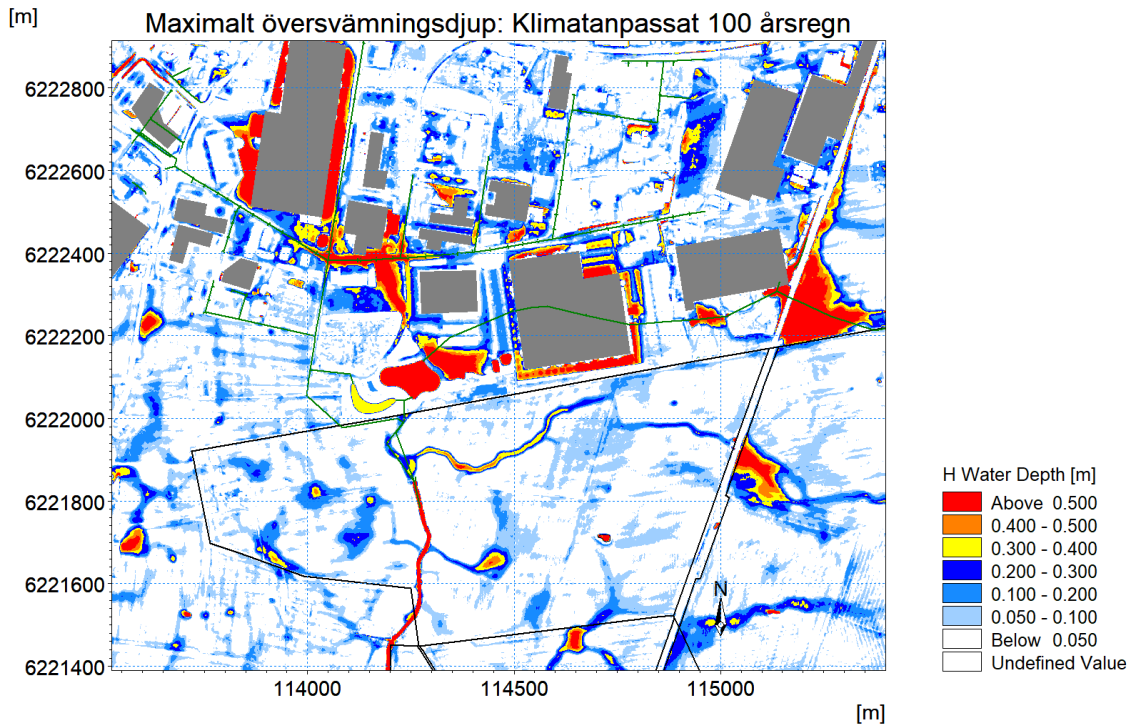 [m]
Maximalt översvämningsdjup: Klimatanpassat 100 årsregn
6222800
6222600
6222400
6222200
6222000
6221800
6221600
6221400
114000
114500
115000
[m]
N
H Water Depth [m]
Above 0.500
0.400 - 0.500
0.300 - 0.400
0.200 - 0.300
0.100 - 0.200
0.050 - 0.100
Below 0.050
Undefined Value